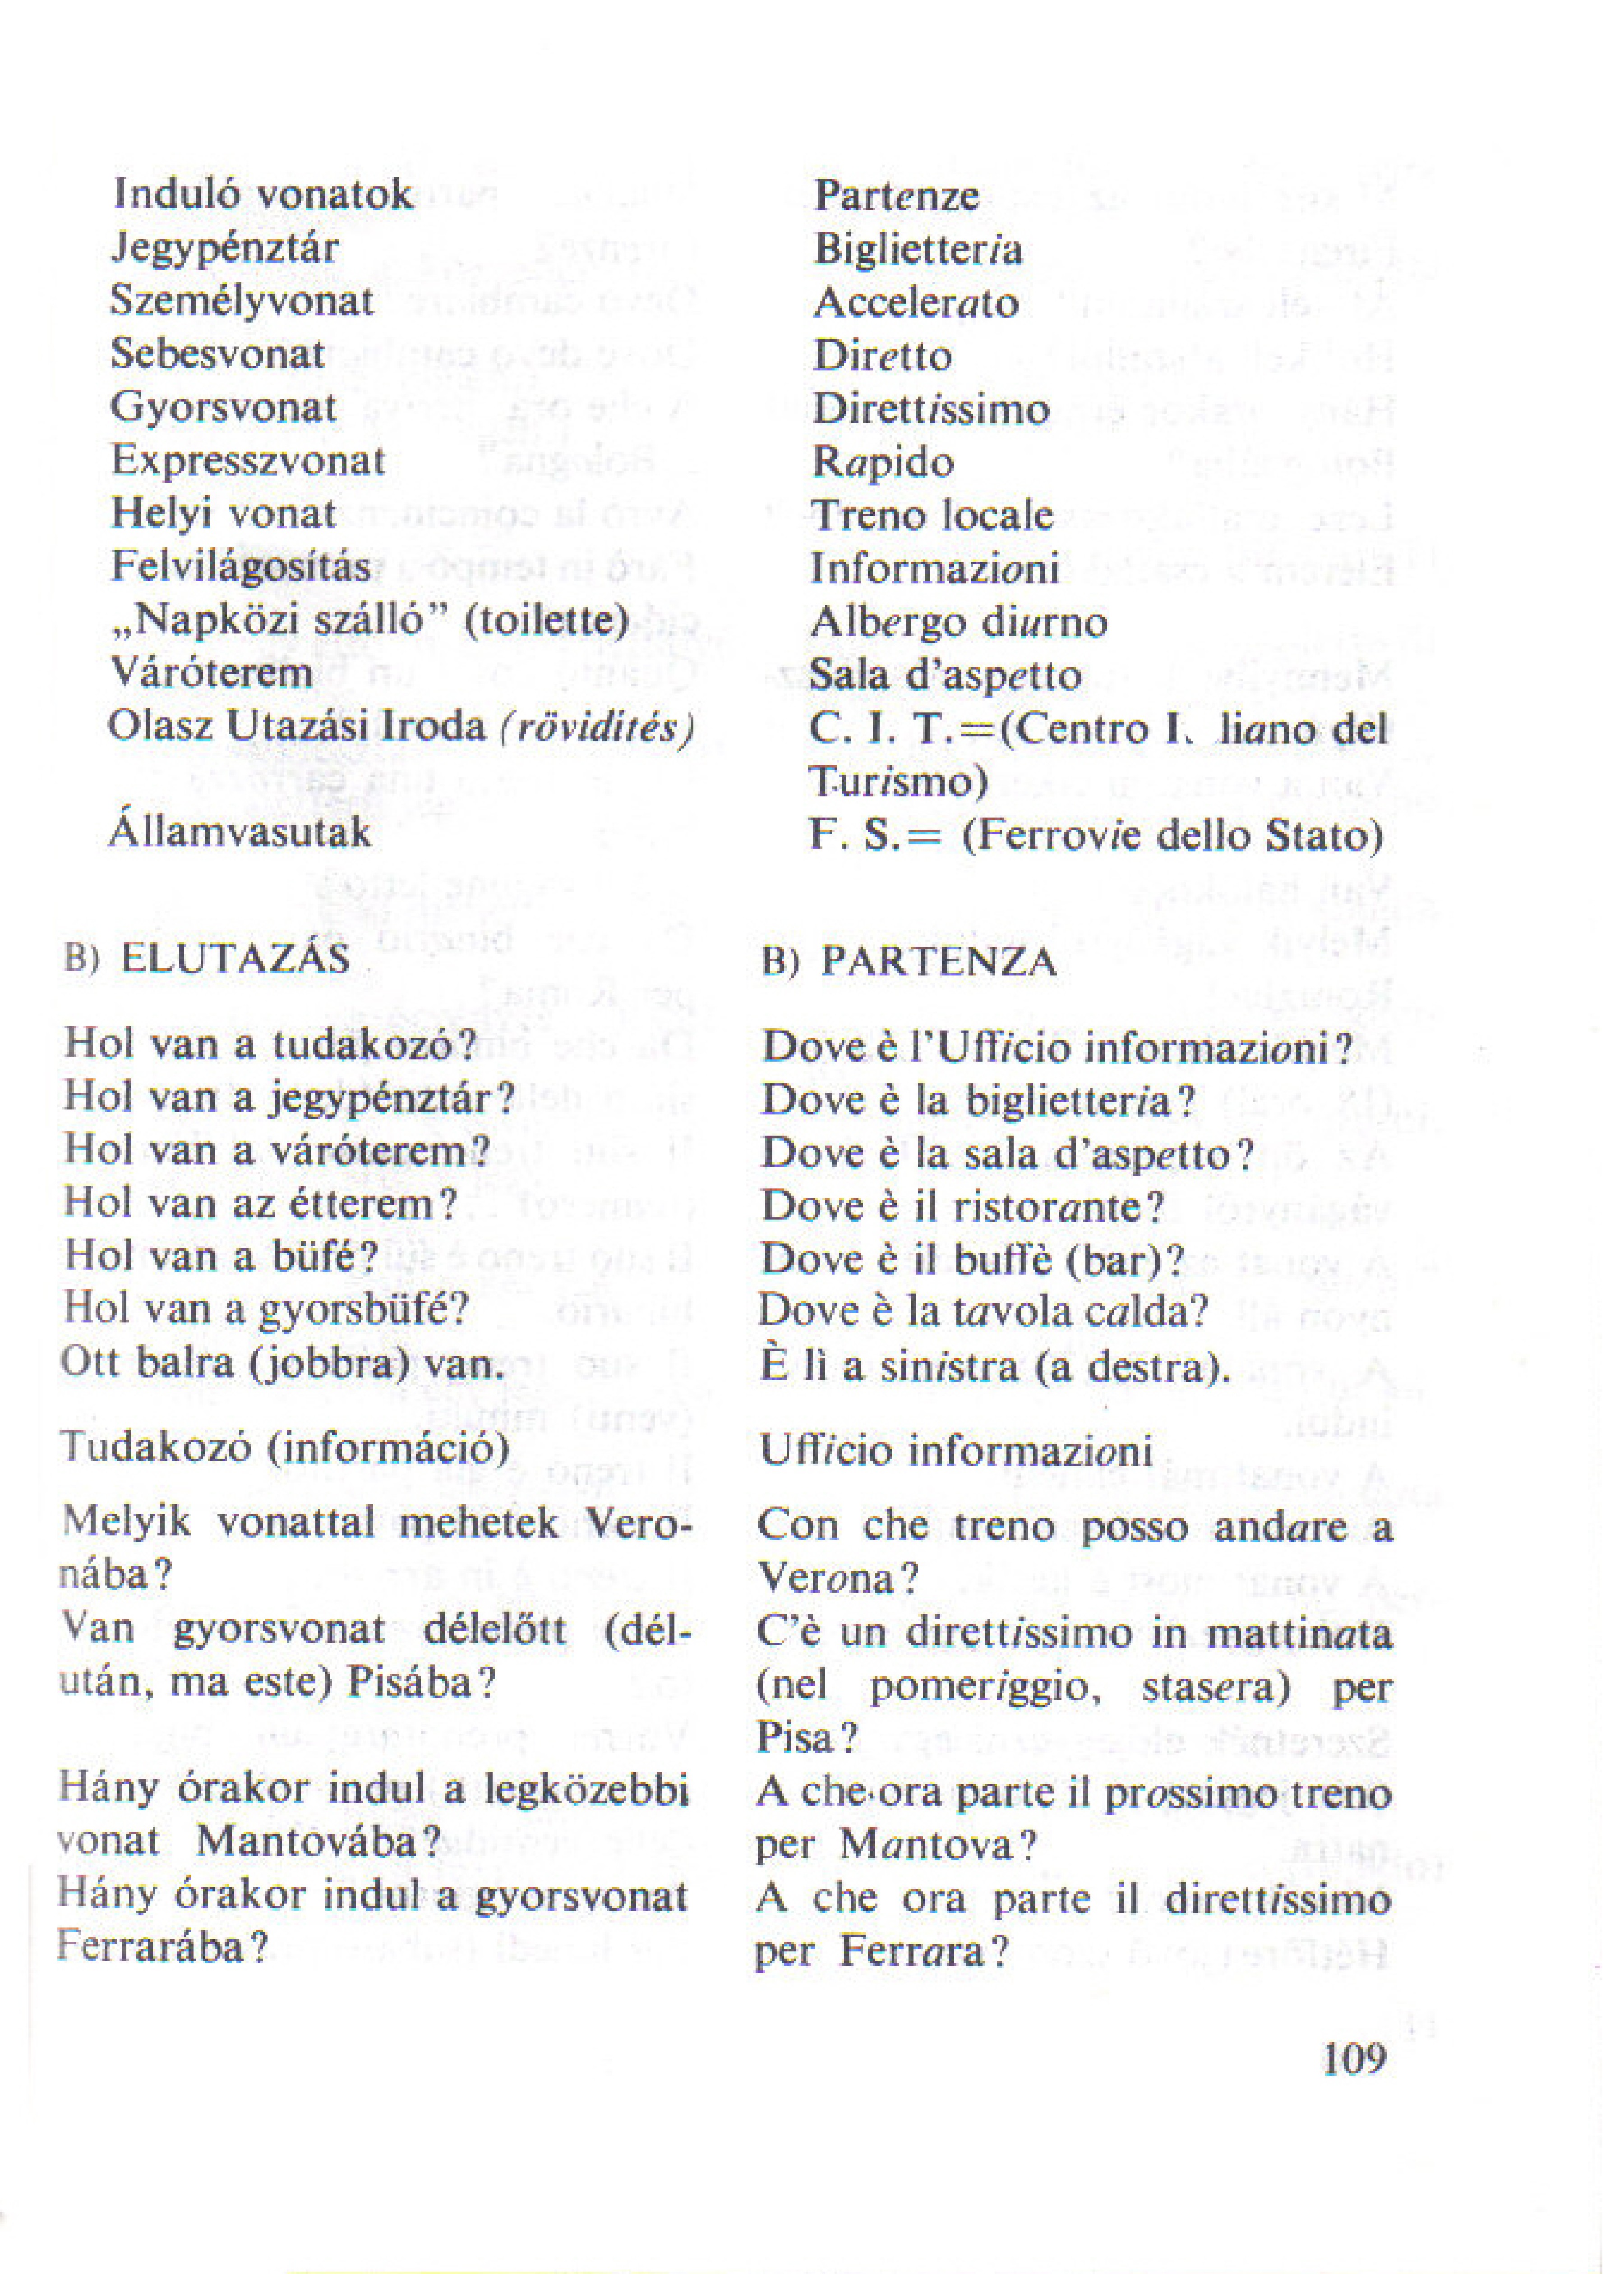 Induló vonatok
Jegypénztár
Személyvonat
Sebesvonat
Gyorsvonat
Expresszvonat
Helyi vonat
Felvilágosítás
„Napközi szálló” (toilette)
Váróterem
Olasz Utazási Iroda (rövidítés)
Államvasutak
B) ELUTAZÁS
Hol van a tudakozó?
Hol van a jegypénztár?
Hol van a váróterem?
Hol van az étterem?
Hol van a büfé?
Hol van a gyorsbüfé?
Ott balra (jobbra) van.
Tudakozó (információ)
Melyik vonattal mehetek Vero-
nába?
Van gyorsvonat délelőtt (dél-
után, ma este) Pisába?
Hány órakor indul a legközebbi
vonat Mantovába?
Hány órakor indul a gyorsvonat
Ferrarába?
Partenze
Biglietteria
Accelerato
Diretto
Direttissimo
Rapido
Treno locale
Informazioni
Albergo diurno
Sala d’aspetto
C. I. T.=(Centro liano del
Turismo)
F. S.= (Ferrovie dello Stato)
B) PARTENZA
Dove è l’Ufficio informazioni?
Dove è la biglietteria?
Dove è la sala d’aspetto?
Dove è il ristorante?
Dove è il buffè (bar)?
Dove è la tavola calda?
È lì a sinistra (a destra).
Ufficio informazioni
Con che treno posso andare a
Verona?
C’è un direttissimo in mattinata
(nel pomeriggio, stasera) per
Pisa?
A che ora parte il prossimo treno
per Mantova?
A che ora parte il direttissimo
per Ferrara?
109